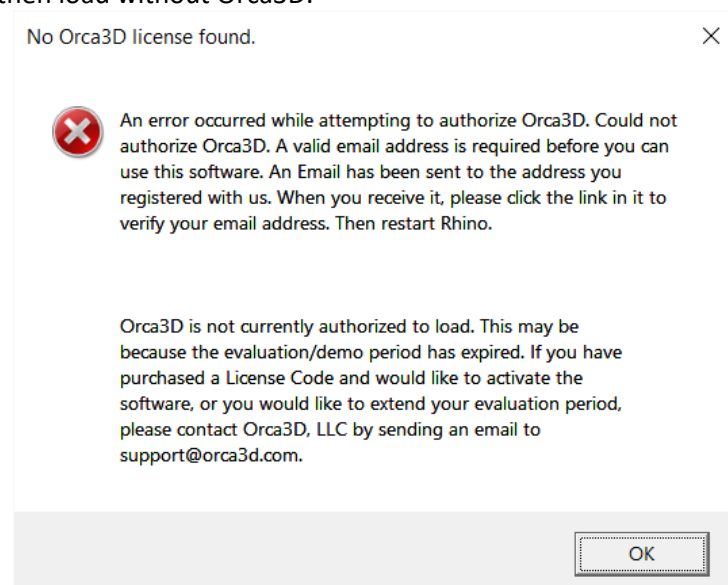 then load without Orca3D.
No Orca3D license found.
An error occurred while attempting to authorize Orca3D. Could not
authorize Orca3D. A valid email address is required before you can
use this software. An Email has been sent to the address you
registered with us. When you receive it, please click the link in it to
verify your email address. Then restart Rhino.
Orca3D is not currently authorized to load. This may be
because the evaluation/demo period has expired. If you have
purchased a License Code and would like to activate the
software, or you would like to extend your evaluation period,
please contact Orca3D, LLC by sending an email to
support@orca3d.com.
OK